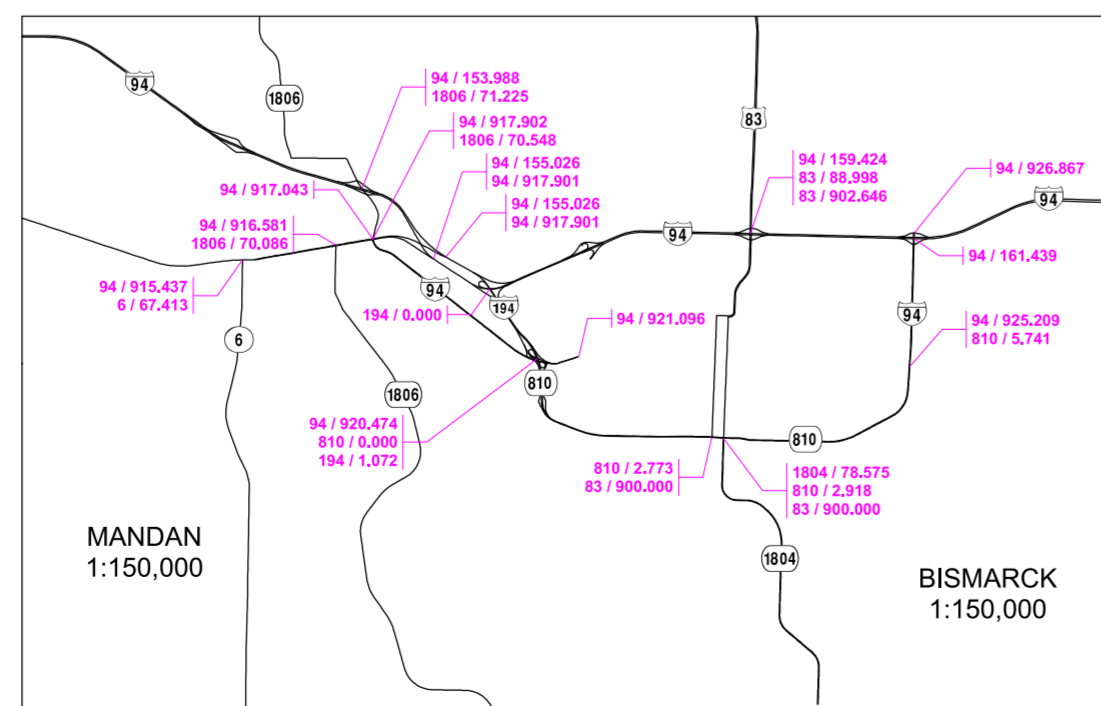 94
1806
83
94 / 153.988
1806 / 71.225
94 / 917.902
1806 / 70.548
94 / 155.026
94 / 917.901
94 / 155.026
94 / 917.901
94 / 159.424
83 / 88.998
83 / 902.646
94 / 926.867
94 / 917.043
94
94
94 / 916.581
1806 / 70.086
94 / 161.439
94 / 915.437
6 / 67.413
94
194
194 / 0.000
94 / 921.096
94
94 / 925.209
810 / 5.741
6
810
1806
94 / 920.474
810 / 0.000
194 / 1.072
810
810 / 2.773
83 / 900.000
1804 / 78.575
810 / 2.918
83 / 900.000
MANDAN
1:150,000
1804
BISMARCK
1:150,000